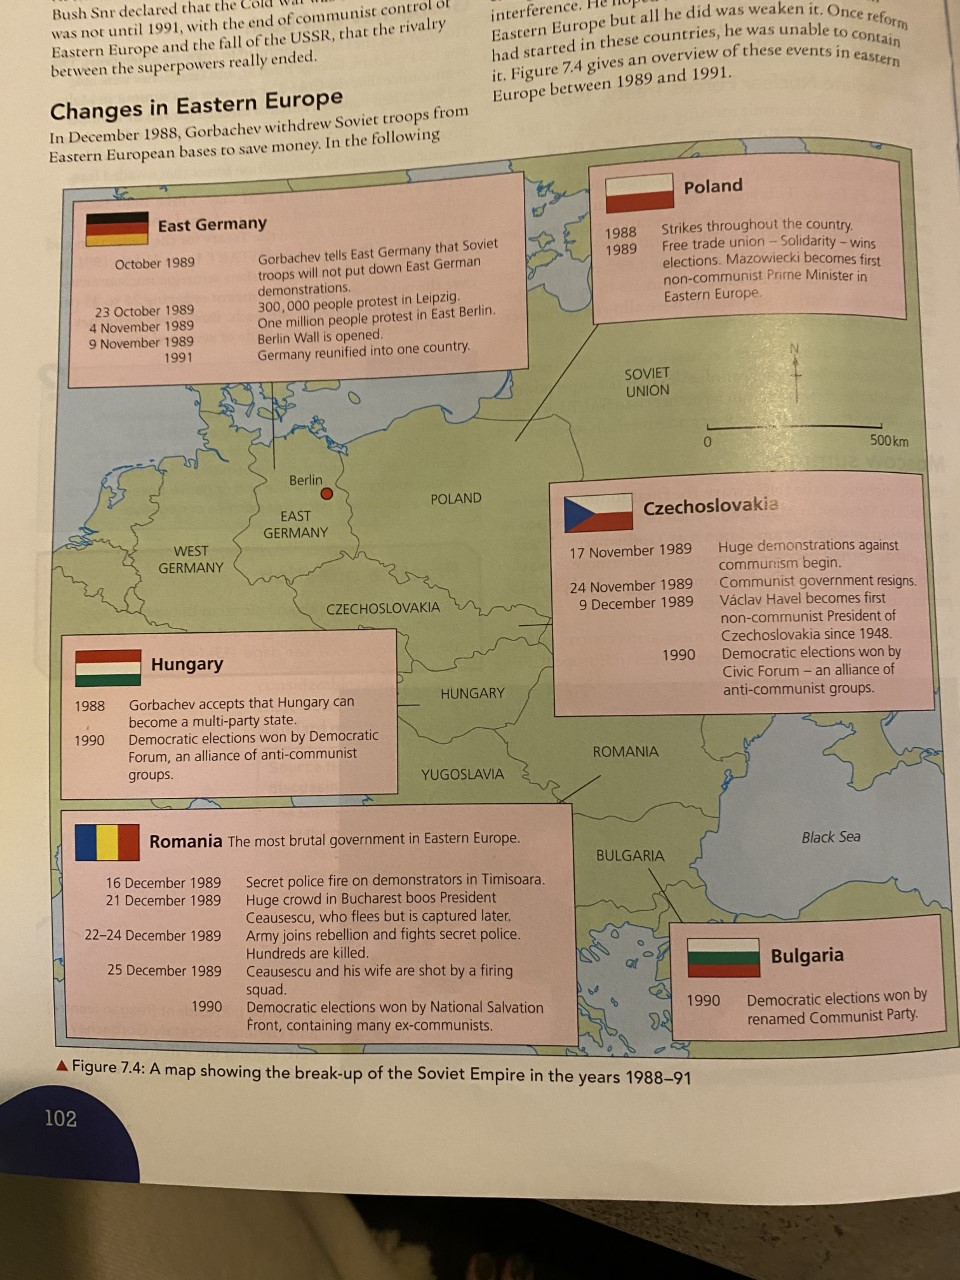 Bush Snr declared that the Cold
was not until 1991, with the end of communist control of
Eastern Europe and the fall of the USSR, that the rivalry
between the superpowers really ended.
Changes in Eastern Europe
In December 1988, Gorbachev withdrew Soviet troops from
Eastern European bases to save money. In the following
interference. He hoped
Eastern Europe but all he did was weaken it. Once reform
had started in these countries, he was unable to contain
it. Figure 7.4 gives an overview of these events in eastern
Europe between 1989 and 1991.
East Germany
October 1989 Gorbachev tells East Germany that Soviet
troops will not put down East German
demonstrations.
23 October 1989 300,000 people protest in Leipzig.
4 November 1989 One million people protest in East Berlin.
9 November 1989 Berlin Wall is opened.
1991 Germany reunified into one country.
Poland
1988 Strikes throughout the country.
1989 Free trade union – Solidarity – wins
elections. Mazowiecki becomes first
non-communist Prime Minister in
Eastern Europe.
N
SOVIET
UNION
0 500km
Berlin
POLAND
EAST
GERMANY
WEST
GERMANY
CZECHOSLOVAKIA
Czechoslovakia
17 November 1989 Huge demonstrations against
communism begin.
24 November 1989 Communist government resigns.
9 December 1989 Václav Havel becomes first
non-communist President of
Czechoslovakia since 1948.
1990 Democratic elections won by
Civic Forum – an alliance of
anti-communist groups.
Hungary
1988 Gorbachev accepts that Hungary can
become a multi-party state.
1990 Democratic elections won by Democratic
Forum, an alliance of anti-communist
groups.
HUNGARY
ROMANIA
YUGOSLAVIA
Black Sea
BULGARIA
Romania The most brutal government in Eastern Europe.
16 December 1989 Secret police fire on demonstrators in Timisoara.
21 December 1989 Huge crowd in Bucharest boos President
Ceausescu, who flees but is captured later.
22–24 December 1989 Army joins rebellion and fights secret police.
Hundreds are killed.
25 December 1989 Ceausescu and his wife are shot by a firing
squad.
1990 Democratic elections won by National Salvation
Front, containing many ex-communists.
Bulgaria
1990 Democratic elections won by
renamed Communist Party.
▲ Figure 7.4: A map showing the break-up of the Soviet Empire in the years 1988–91
102